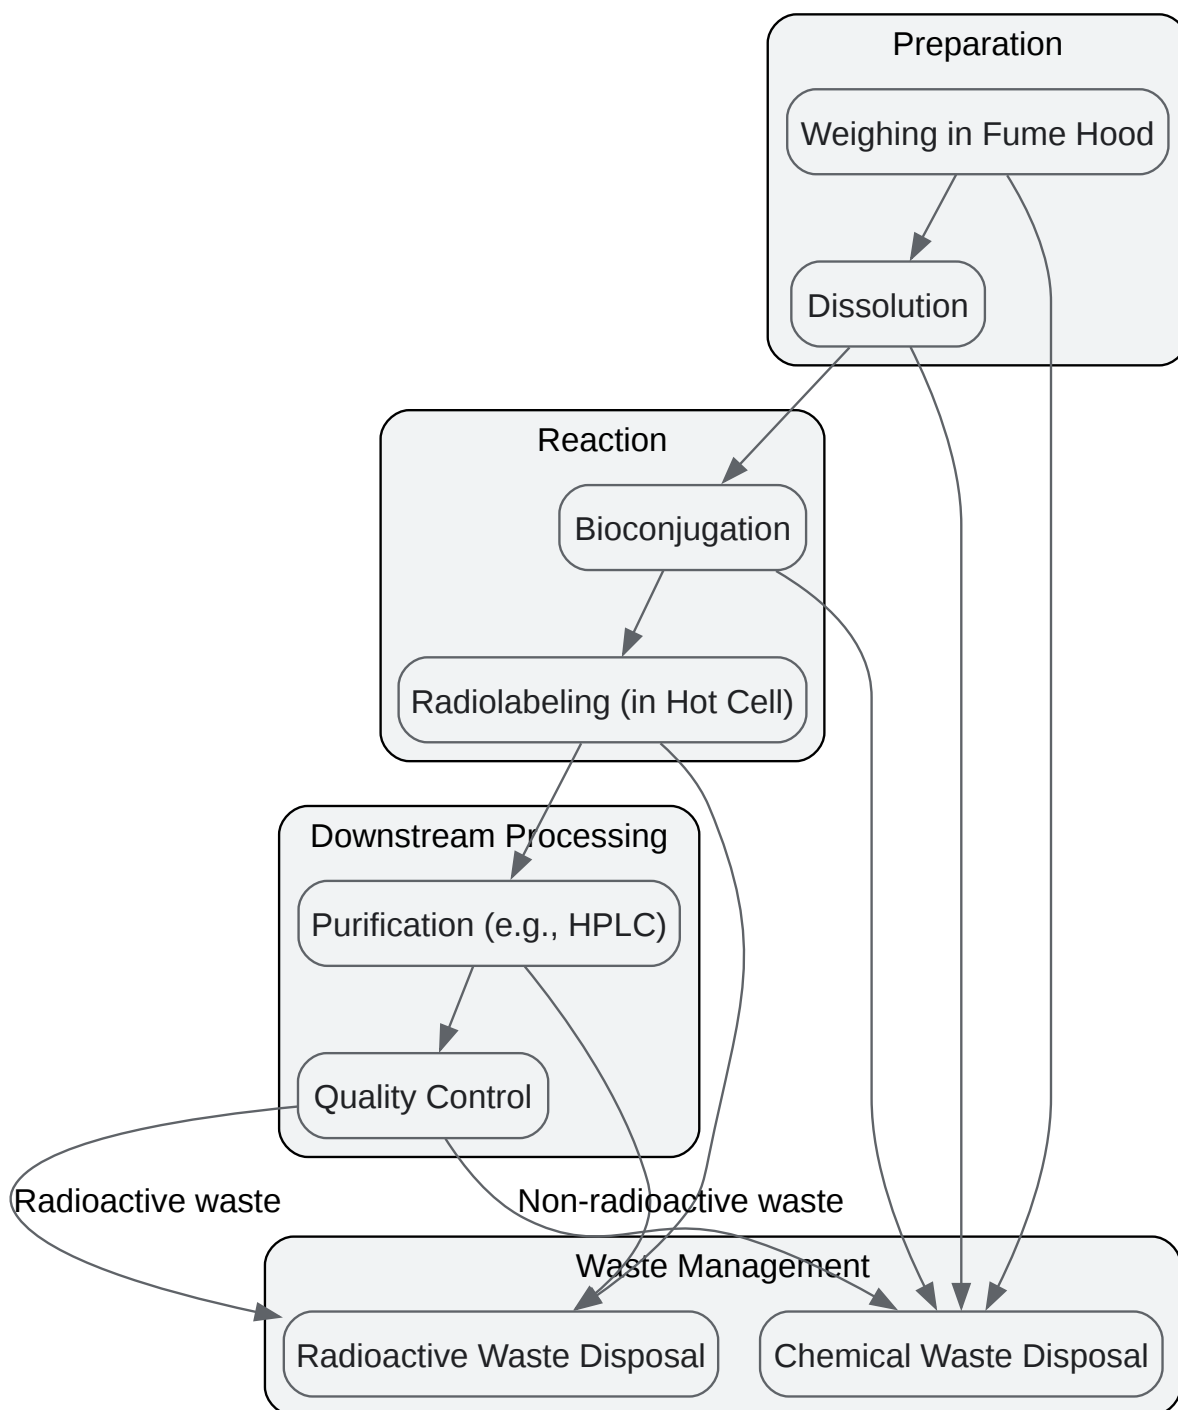 Preparation
Weighing in Fume Hood
Dissolution
Reaction
Bioconjugation
Radiolabeling (in Hot Cell)
Downstream Processing
Purification (e.g., HPLC)
Quality Control
Radioactive waste
Non-radioactive waste
Waste Management
Radioactive Waste Disposal
Chemical Waste Disposal